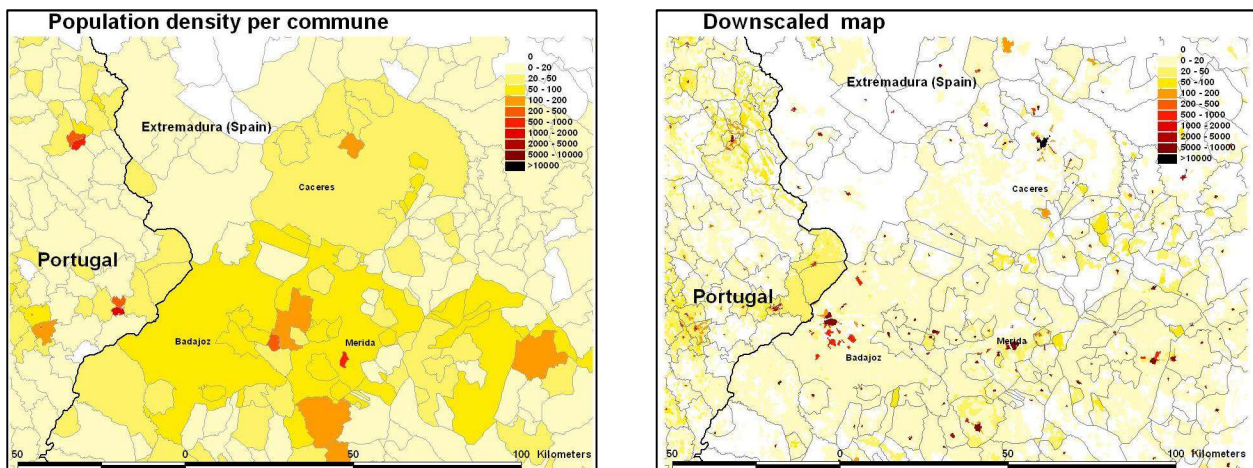 Population density per commune
0
0 - 20
20 - 50
50 - 100
100 - 200
200 - 500
500 - 1000
1000 - 2000
2000 - 5000
5000 - 10000
>10000
Extremadura (Spain)
Caceres
Portugal
Badajoz
Merida
50 0 50 100 Kilometers
Downscaled map
0
0 - 20
20 - 50
50 - 100
100 - 200
200 - 500
500 - 1000
1000 - 2000
2000 - 5000
5000 - 10000
>10000
Extremadura (Spain)
Caceres
Portugal
Merida
Badajoz
50 0 50 100 Kilometers